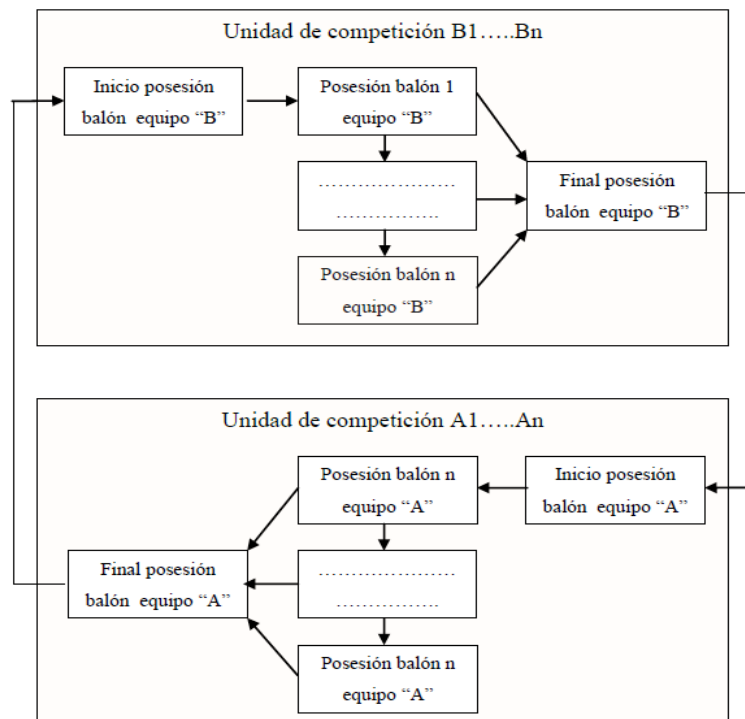 Unidad de competición B1…..Bn
Inicio posesión
balón equipo “B”
Posesión balón 1
equipo “B”
…………………
…………….
Posesión balón n
equipo “B”
Final posesión
balón equipo “B”
Unidad de competición A1…..An
Posesión balón n
equipo “A”
Inicio posesión
balón equipo “A”
…………………
…………….
Final posesión
balón equipo “A”
Posesión balón n
equipo “A”